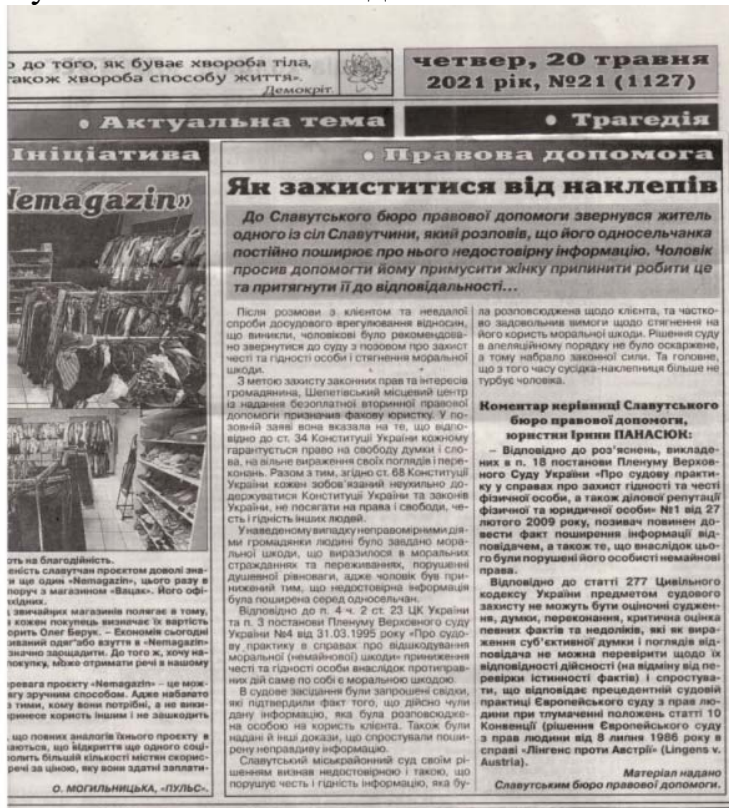 до того, як буває хвороба тіла,
також хвороба способу життя».
Демокріт.
четвер, 20 травня
2021 рік, №21 (1127)
• Актуальна тема
• Трагедія
Ініціатива
• Правова допомога
Nemagazin»
Як захиститися від наклепів
До Славутського бюро правової допомоги звернувся житель
одного із сіл Славутчини, який розповів, що його односельчанка
постійно поширює про нього недостовірну інформацію. Чоловік
просив допомогти йому примусити жінку припинити робити це
та притягнути її до відповідальності...
Після розмови з клієнтом та невдалої
спроби досудового врегулювання відносин,
що виникли, чоловікові було рекомендова-
но звернутися до суду з позовом про захист
честі та гідності особи і стягнення моральної
шкоди.
З метою захисту законних прав та інтересів
громадянина, Шепетівський місцевий центр
із надання безоплатної вторинної правової
допомоги призначив фахову юристку. У по-
зовній заяві вона вказала на те, що відпо-
відно до ст. 34 Конституції України кожному
гарантується право на свободу думки і сло-
ва, на вільне вираження своїх поглядів і пере-
конань. Разом з тим, згідно ст. 68 Конституції
України кожен зобов'язаний неухильно до-
держуватися Конституції України та законів
України, не посягати на права і свободи, че-
сть і гідність інших людей.
У наведеному випадку неправомірними дія-
ми громадянки людині було завдано мораль-
ної шкоди, що виразилося в моральних
стражданнях та переживаннях, порушенні
душевної рівноваги, адже чоловік був при-
нижений тим, що недостовірна інформація
була поширена серед односельчан.
Відповідно до п. 4 ч. 2 ст. 23 ЦК України
та п. 3 постанови Пленуму Верховного суду
України №4 від 31.03.1995 року «Про судо-
ву практику в справах про відшкодування
моральної (немайнової) шкоди» приниження
честі та гідності особи внаслідок протиправ-
них дій саме по собі є моральною шкодою.
В судове засідання були запрошені свідки,
які підтвердили факт того, що дійсно чули
дану інформацію, яка була розповсюдже-
на особою на користь клієнта. Також були
надані й інші докази, що спростували поши-
рену неправдиву інформацію.
Славутський міськрайонний суд своїм рі-
шенням визнав недостовірною і такою, що
порушує честь і гідність інформацію, яка бу-
ла розповсюджена щодо клієнта, та частко-
во задовольнив вимоги щодо стягнення на
його користь моральної шкоди. Рішення суду
в апеляційному порядку не було оскаржене,
а тому набрало законної сили. Та головне,
що з того часу сусідка-наклепниця більше не
турбує чоловіка.
Коментар керівниці Славутського
бюро правової допомоги,
юристки Ірини ПАНАСЮК:
– Відповідно до роз'яснень, викладе-
них в п. 18 постанови Пленуму Верхов-
ного Суду України «Про судову практи-
ку у справах про захист гідності та честі
фізичної особи, а також ділової репутації
фізичної та юридичної особи» №1 від 27
лютого 2009 року, позивач повинен до-
вести факт поширення інформації від-
повідачем, а також те, що внаслідок цьо-
го були порушені його особисті немайнові
права.
Відповідно до статті 277 Цивільного
кодексу України предметом судового
захисту не можуть бути оціночні суджен-
ня, думки, переконання, критична оцінка
певних фактів та недоліків, які як вира-
ження суб'єктивної думки і поглядів від-
повідача не можна перевірити щодо їх
відповідності дійсності (на відміну від пе-
ревірки істинності фактів) і спростува-
ти, що відповідає прецедентній судовій
практиці Європейського суду з прав лю-
дини при тлумаченні положень статті 10
Конвенції (рішення Європейського суду
з прав людини від 8 липня 1986 року в
справі «Лінгенс проти Австрії» (Lingens v.
Austria).
Матеріал надано
Славутським бюро правової допомоги.
ють на благодійність.
еність славутчан проєктом доволі зна-
ти ще один «Nemagazin», цього разу в
поруч з магазином «Вацак». Його офі-
східних.
звичайних магазинів полягає в тому,
кожен покупець визначає їх вартість
орить Олег Берук. – Економія сьогодні
иваний одяг або взуття в «Nemagazin»
значно заощадити. До того ж, хочу на-
покупку, може отримати речі в нашому
ревага проєкту «Nemagazin» – це мож-
гу зручним способом. Адже набагато
з тими, кому вони потрібні, а не вики-
ринесе користь іншим і не зашкодить
що повних аналогів їхнього проєкту в
ваються, що відкриття ще одного соці-
олить більшій кількості містян скорис-
речі за ціною, яку вони здатні заплати-
О. МОГИЛЬНИЦЬКА, «ПУЛЬС».